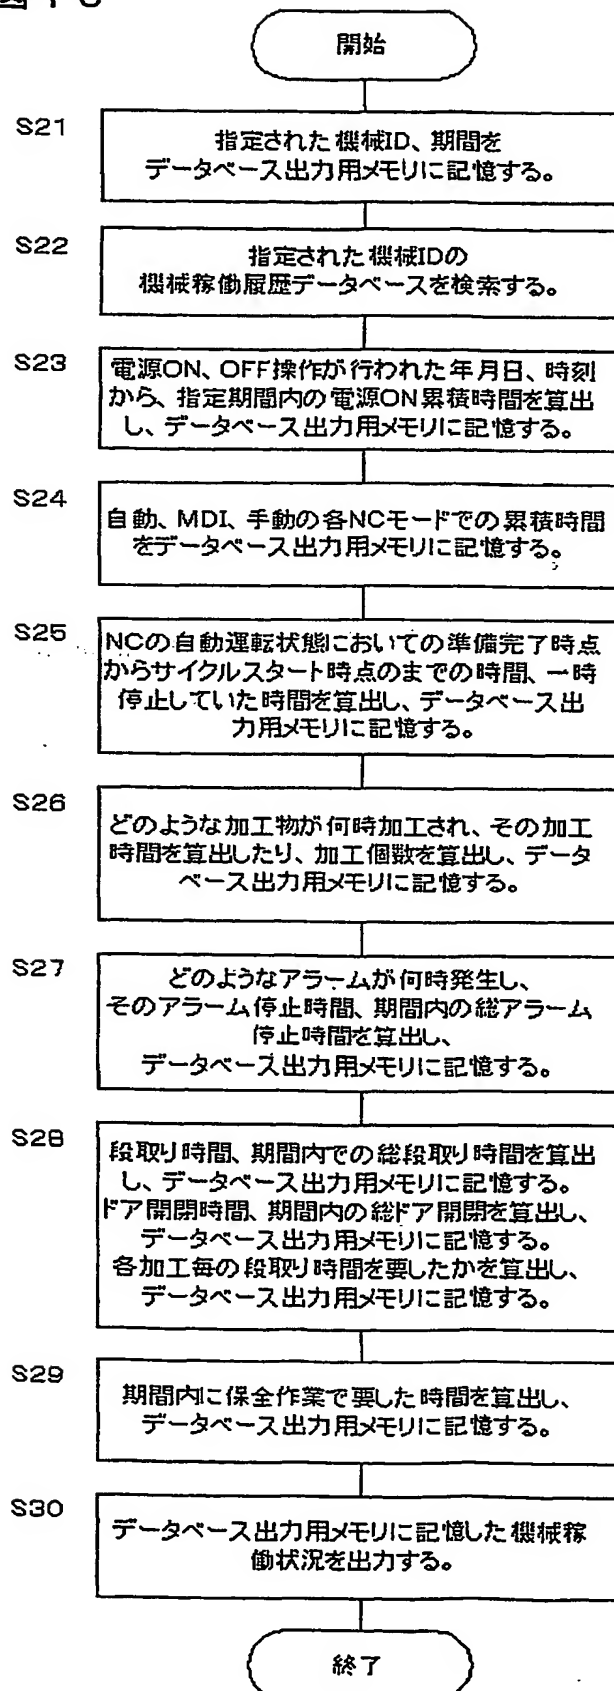 開始
S21
指定された機械ID、期間を
データベース出力用メモリに記憶する。
S22
指定された機械IDの
機械稼働履歴データベースを検索する。
S23
電源ON、OFF操作が行われた年月日、時刻
から、指定期間内の電源ON累積時間を算出
し、データベース出力用メモリに記憶する。
S24
自動、MDI、手動の各NCモードでの累積時間
をデータベース出力用メモリに記憶する。
S25
NCの自動運転状態においての準備完了時点
からサイクルスタート時点のまでの時間、一時
停止していた時間を算出し、データベース出
力用メモリに記憶する。
S26
どのような加工物が何時加工され、その加工
時間を算出したり、加工個数を算出し、データ
ベース出力用メモリに記憶する。
S27
どのようなアラームが何時発生し、
そのアラーム停止時間、期間内の総アラーム
停止時間を算出し、
データベース出力用メモリに記憶する。
S28
段取り時間、期間内での総段取り時間を算出
し、データベース出力用メモリに記憶する。
ドア開閉時間、期間内の総ドア開閉を算出し、
データベース出力用メモリに記憶する。
各加工毎の段取り時間を要したかを算出し、
データベース出力用メモリに記憶する。
S29
期間内に保全作業で要した時間を算出し、
データベース出力用メモリに記憶する。
S30
データベース出力用メモリに記憶した機械稼
働状況を出力する。
終了